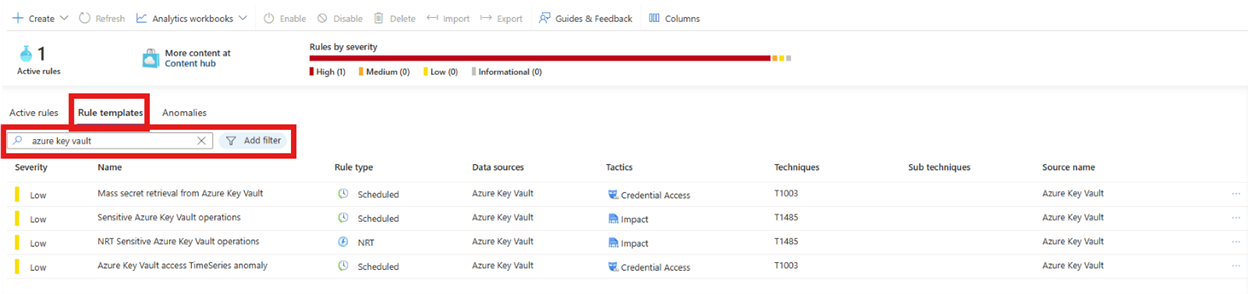 Create Refresh Analytics workbooks Enable Disable Delete Import Export Guides & Feedback Columns
1
Active rules
More content at
Content hub
Rules by severity
High (1) Medium (0) Low (0) Informational (0)
Active rules Rule templates Anomalies
azure key vault Add filter
Severity Name Rule type Data sources Tactics Techniques Sub techniques Source name
Low Mass secret retrieval from Azure Key Vault Scheduled Azure Key Vault Credential Access T1003 Azure Key Vault
Low Sensitive Azure Key Vault operations Scheduled Azure Key Vault Impact T1485 Azure Key Vault
Low NRT Sensitive Azure Key Vault operations NRT Azure Key Vault Impact T1485 Azure Key Vault
Low Azure Key Vault access TimeSeries anomaly Scheduled Azure Key Vault Credential Access T1003 Azure Key Vault